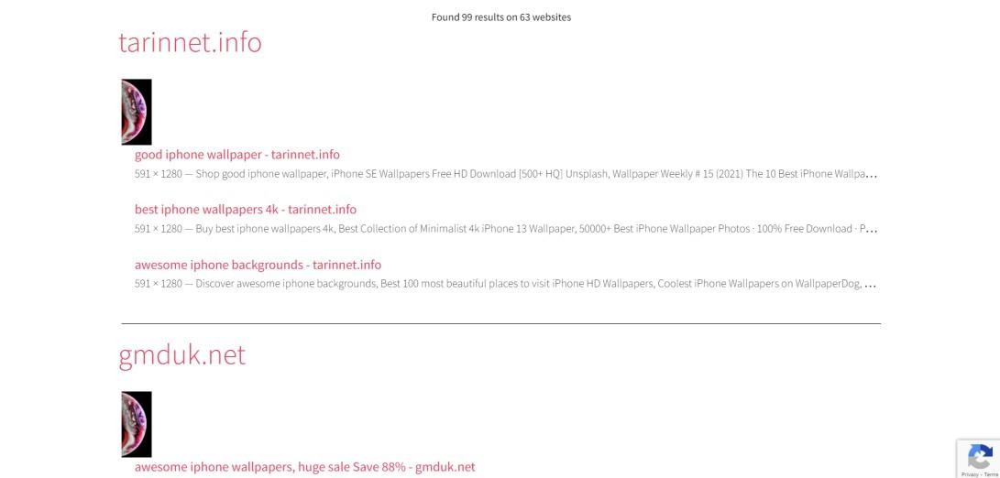 Found 99 results on 63 websites
tarinnet.info
good iphone wallpaper - tarinnet.info
591 × 1280 — Shop good iphone wallpaper, iPhone SE Wallpapers Free HD Download [500+ HQ] Unsplash, Wallpaper Weekly # 15 (2021) The 10 Best iPhone Wallpa...
best iphone wallpapers 4k - tarinnet.info
591 × 1280 — Buy best iphone wallpapers 4k, Best Collection of Minimalist 4k iPhone 13 Wallpaper, 50000+ Best iPhone Wallpaper Photos · 100% Free Download · P...
awesome iphone backgrounds - tarinnet.info
591 × 1280 — Discover awesome iphone backgrounds, Best 100 most beautiful places to visit iPhone HD Wallpapers, Coolest iPhone Wallpapers on WallpaperDog, ...
gmduk.net
awesome iphone wallpapers, huge sale Save 88% - gmduk.net
Privacy - Terms